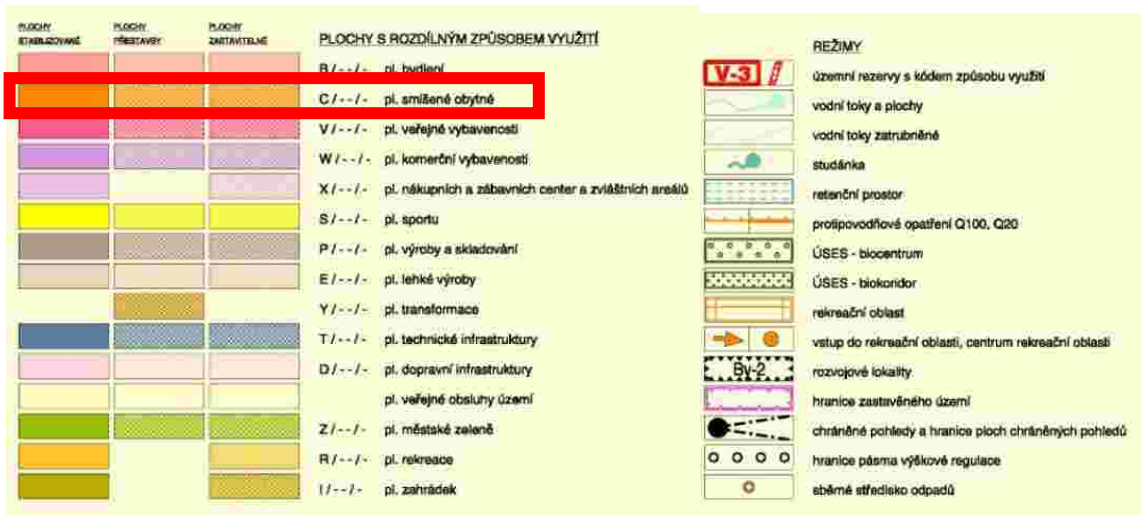 PLOCHY
STABILIZOVANÉ
PLOCHY
PŘESTAVBY
PLOCHY
ZASTAVITELNÉ
PLOCHY S ROZDÍLNÝM ZPŮSOBEM VYUŽITÍ
B / - - / - pl. bydlení
C / - - / - pl. smíšené obytné
V / - - / - pl. veřejné vybavenosti
W / - - / - pl. komerční vybavenosti
X / - - / - pl. nákupních a zábavních center a zvláštních areálů
S / - - / - pl. sportu
P / - - / - pl. výroby a skladování
E / - - / - pl. lehké výroby
Y / - - / - pl. transformace
T / - - / - pl. technické infrastruktury
D / - - / - pl. dopravní infrastruktury
pl. veřejné obsluhy území
Z / - - / - pl. městské zeleně
R / - - / - pl. rekreace
I / - - / - pl. zahrádek
REŽIMY
V-3 územní rezervy s kódem způsobu využití
vodní toky a plochy
vodní toky zatrubněné
studánka
retenční prostor
protipovodňové opatření Q100, Q20
ÚSES - biocentrum
ÚSES - biokoridor
rekreační oblast
vstup do rekreační oblasti, centrum rekreační oblasti
By-2 rozvojové lokality
hranice zastavěného území
chráněné pohledy a hranice ploch chráněných pohledů
hranice pásma výškové regulace
sběrné středisko odpadů